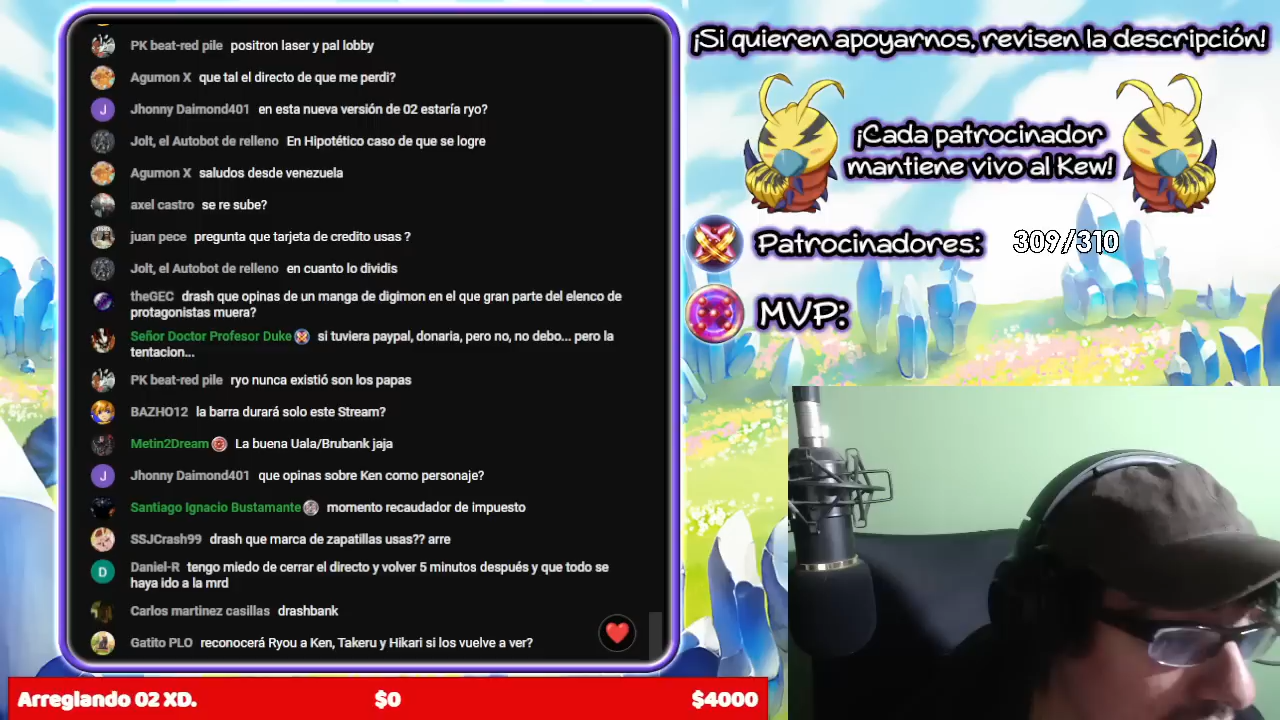 PK beat-red pile positron laser y pal lobby
Agumon X que tal el directo de que me perdi?
J Jhonny Daimond401 en esta nueva versión de 02 estaría ryo?
Jolt, el Autobot de relleno En Hipotético caso de que se logre
Agumon X saludos desde venezuela
axel castro se re sube?
juan pece pregunta que tarjeta de credito usas ?
Jolt, el Autobot de relleno en cuanto lo dividis
theGEC drash que opinas de un manga de digimon en el que gran parte del elenco de
protagonistas muera?
Señor Doctor Profesor Duke si tuviera paypal, donaria, pero no, no debo... pero la
tentacion...
PK beat-red pile ryo nunca existió son los papas
BAZHO12 la barra durará solo este Stream?
Metin2Dream La buena Uala/Brubank jaja
J Jhonny Daimond401 que opinas sobre Ken como personaje?
Santiago Ignacio Bustamante momento recaudador de impuesto
SSJCrash99 drash que marca de zapatillas usas?? arre
D Daniel-R tengo miedo de cerrar el directo y volver 5 minutos después y que todo se
haya ido a la mrd
Carlos martinez casillas drashbank
Gatito PLO reconocerá Ryou a Ken, Takeru y Hikari si los vuelve a ver?
Arreglando 02 XD. $0 $4000
¡Si quieren apoyarnos, revisen la descripción!
¡Cada patrocinador
mantiene vivo al Kew!
Patrocinadores: 309/310
MVP: